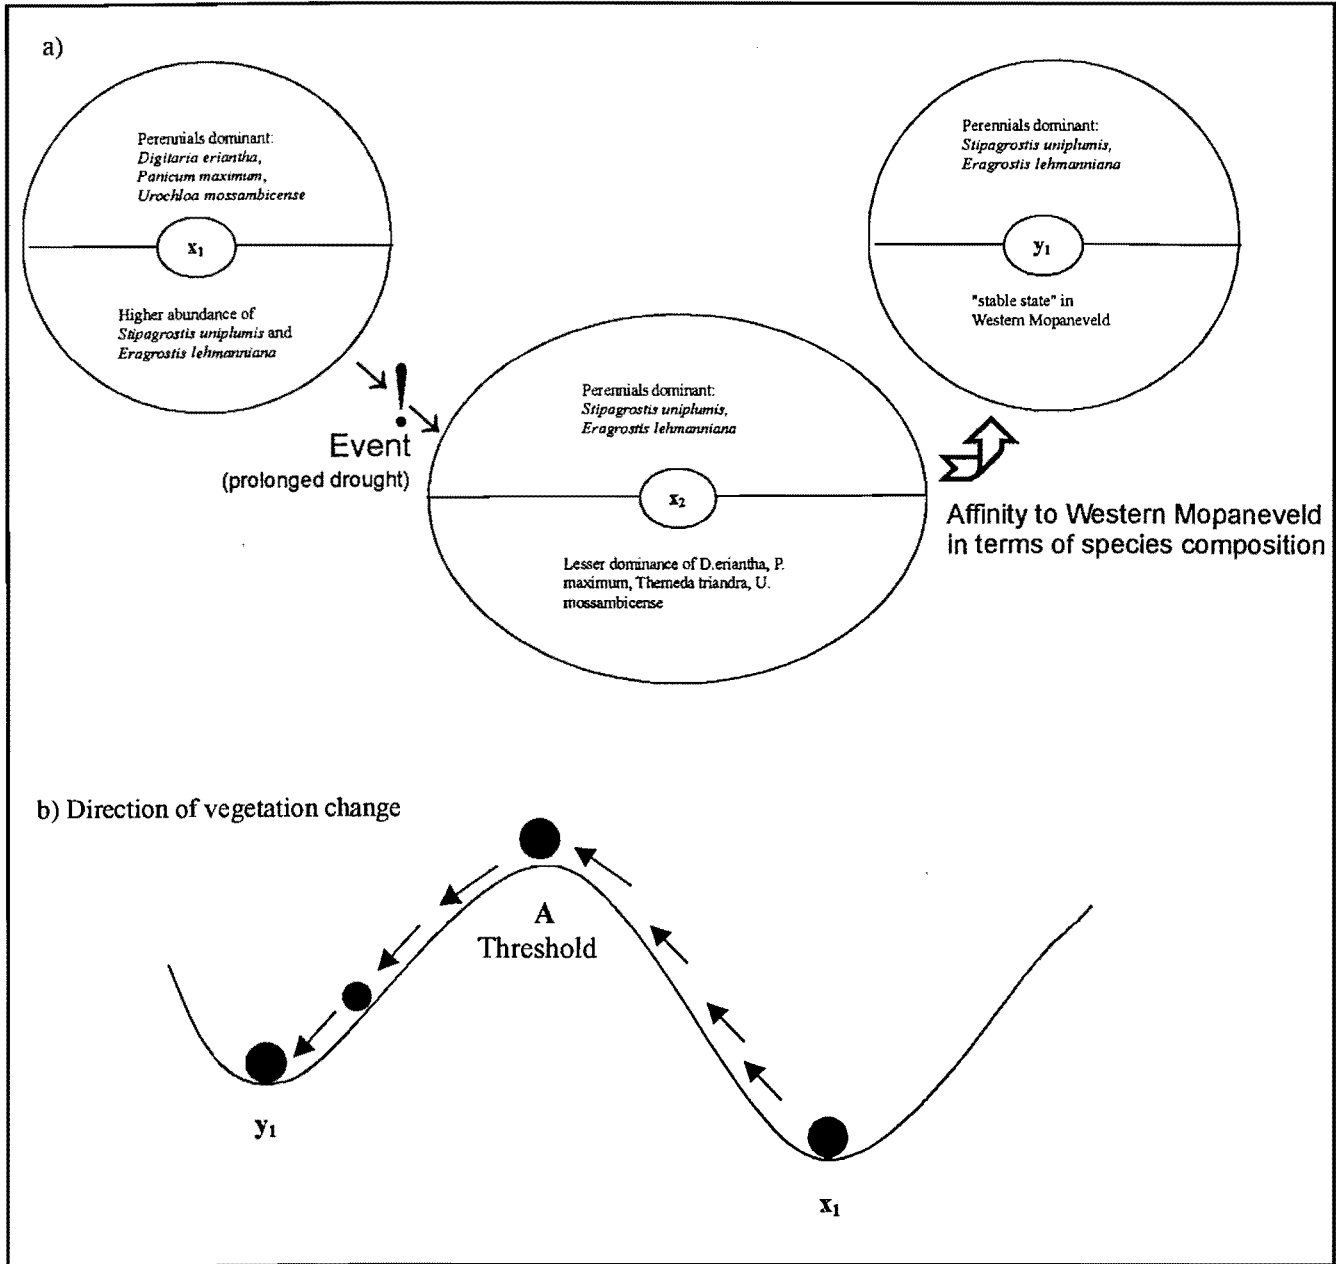 a)
Perennials dominant:
Digitaria eriantha,
Panicum maximum,
Urochloa mossambicense
x1
Higher abundance of
Stipagrostis uniplumis and
Eragrostis lehmanniana
!
Event
(prolonged drought)
Perennials dominant:
Stipagrostis uniplumis,
Eragrostis lehmanniana
x2
Lesser dominance of D.eriantha, P.
maximum, Themeda triandra, U.
mossambicense
Perennials dominant:
Stipagrostis uniplumis,
Eragrostis lehmanniana
y1
"stable state" in
Western Mopaneveld
Affinity to Western Mopaneveld
in terms of species composition
b) Direction of vegetation change
A
Threshold
y1
x1